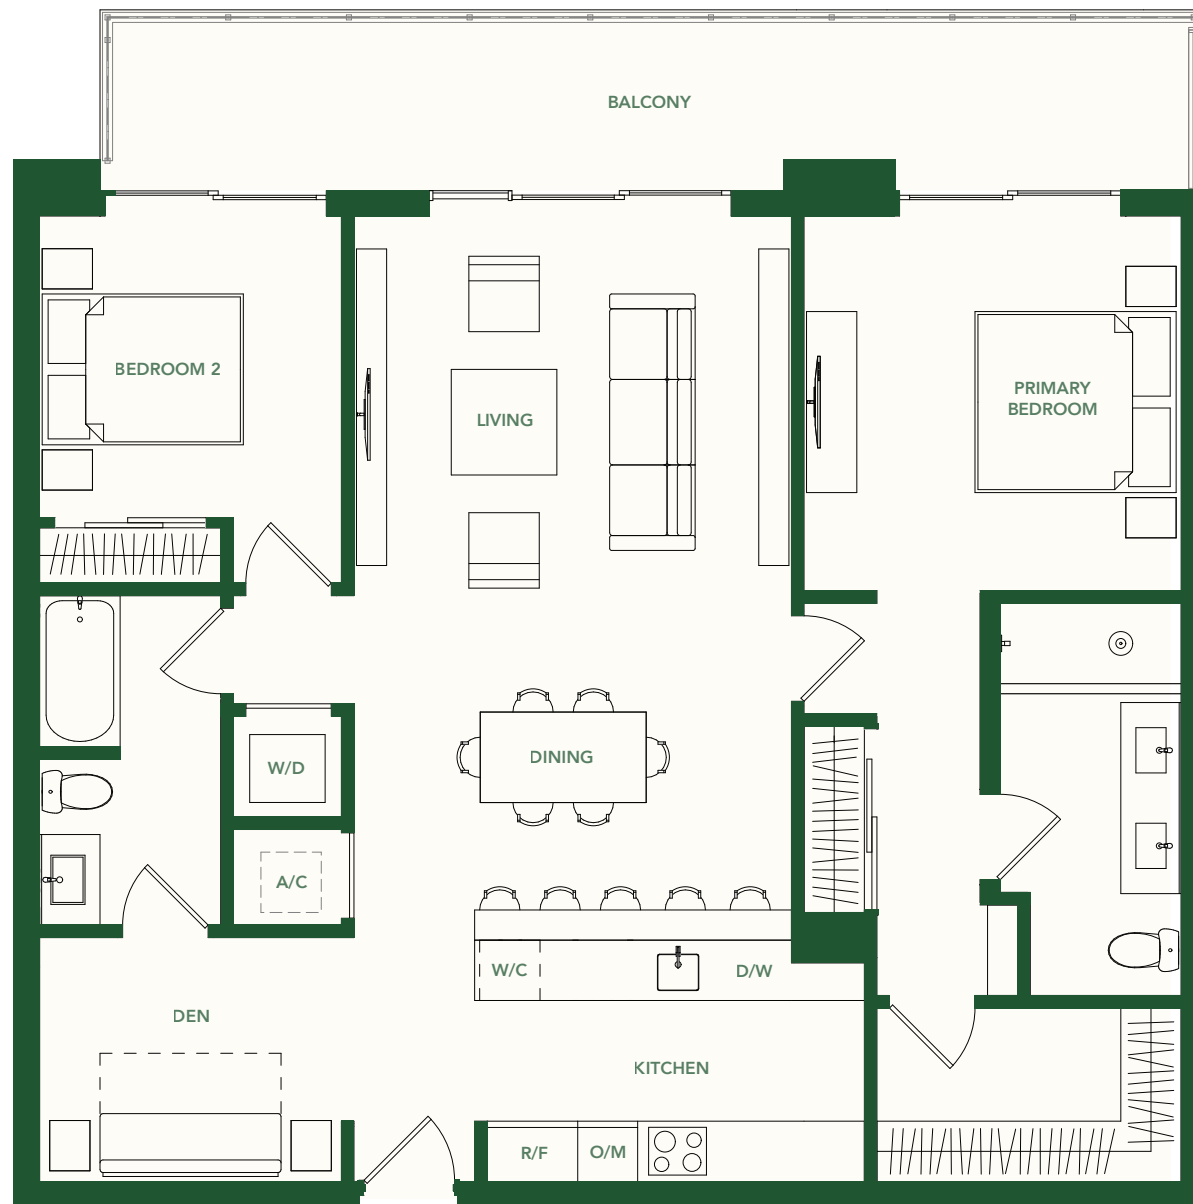 BALCONY
BEDROOM 2
LIVING
PRIMARY
BEDROOM
DINING
W/D
A/C
W/C
D/W
DEN
KITCHEN
R/F
O/M